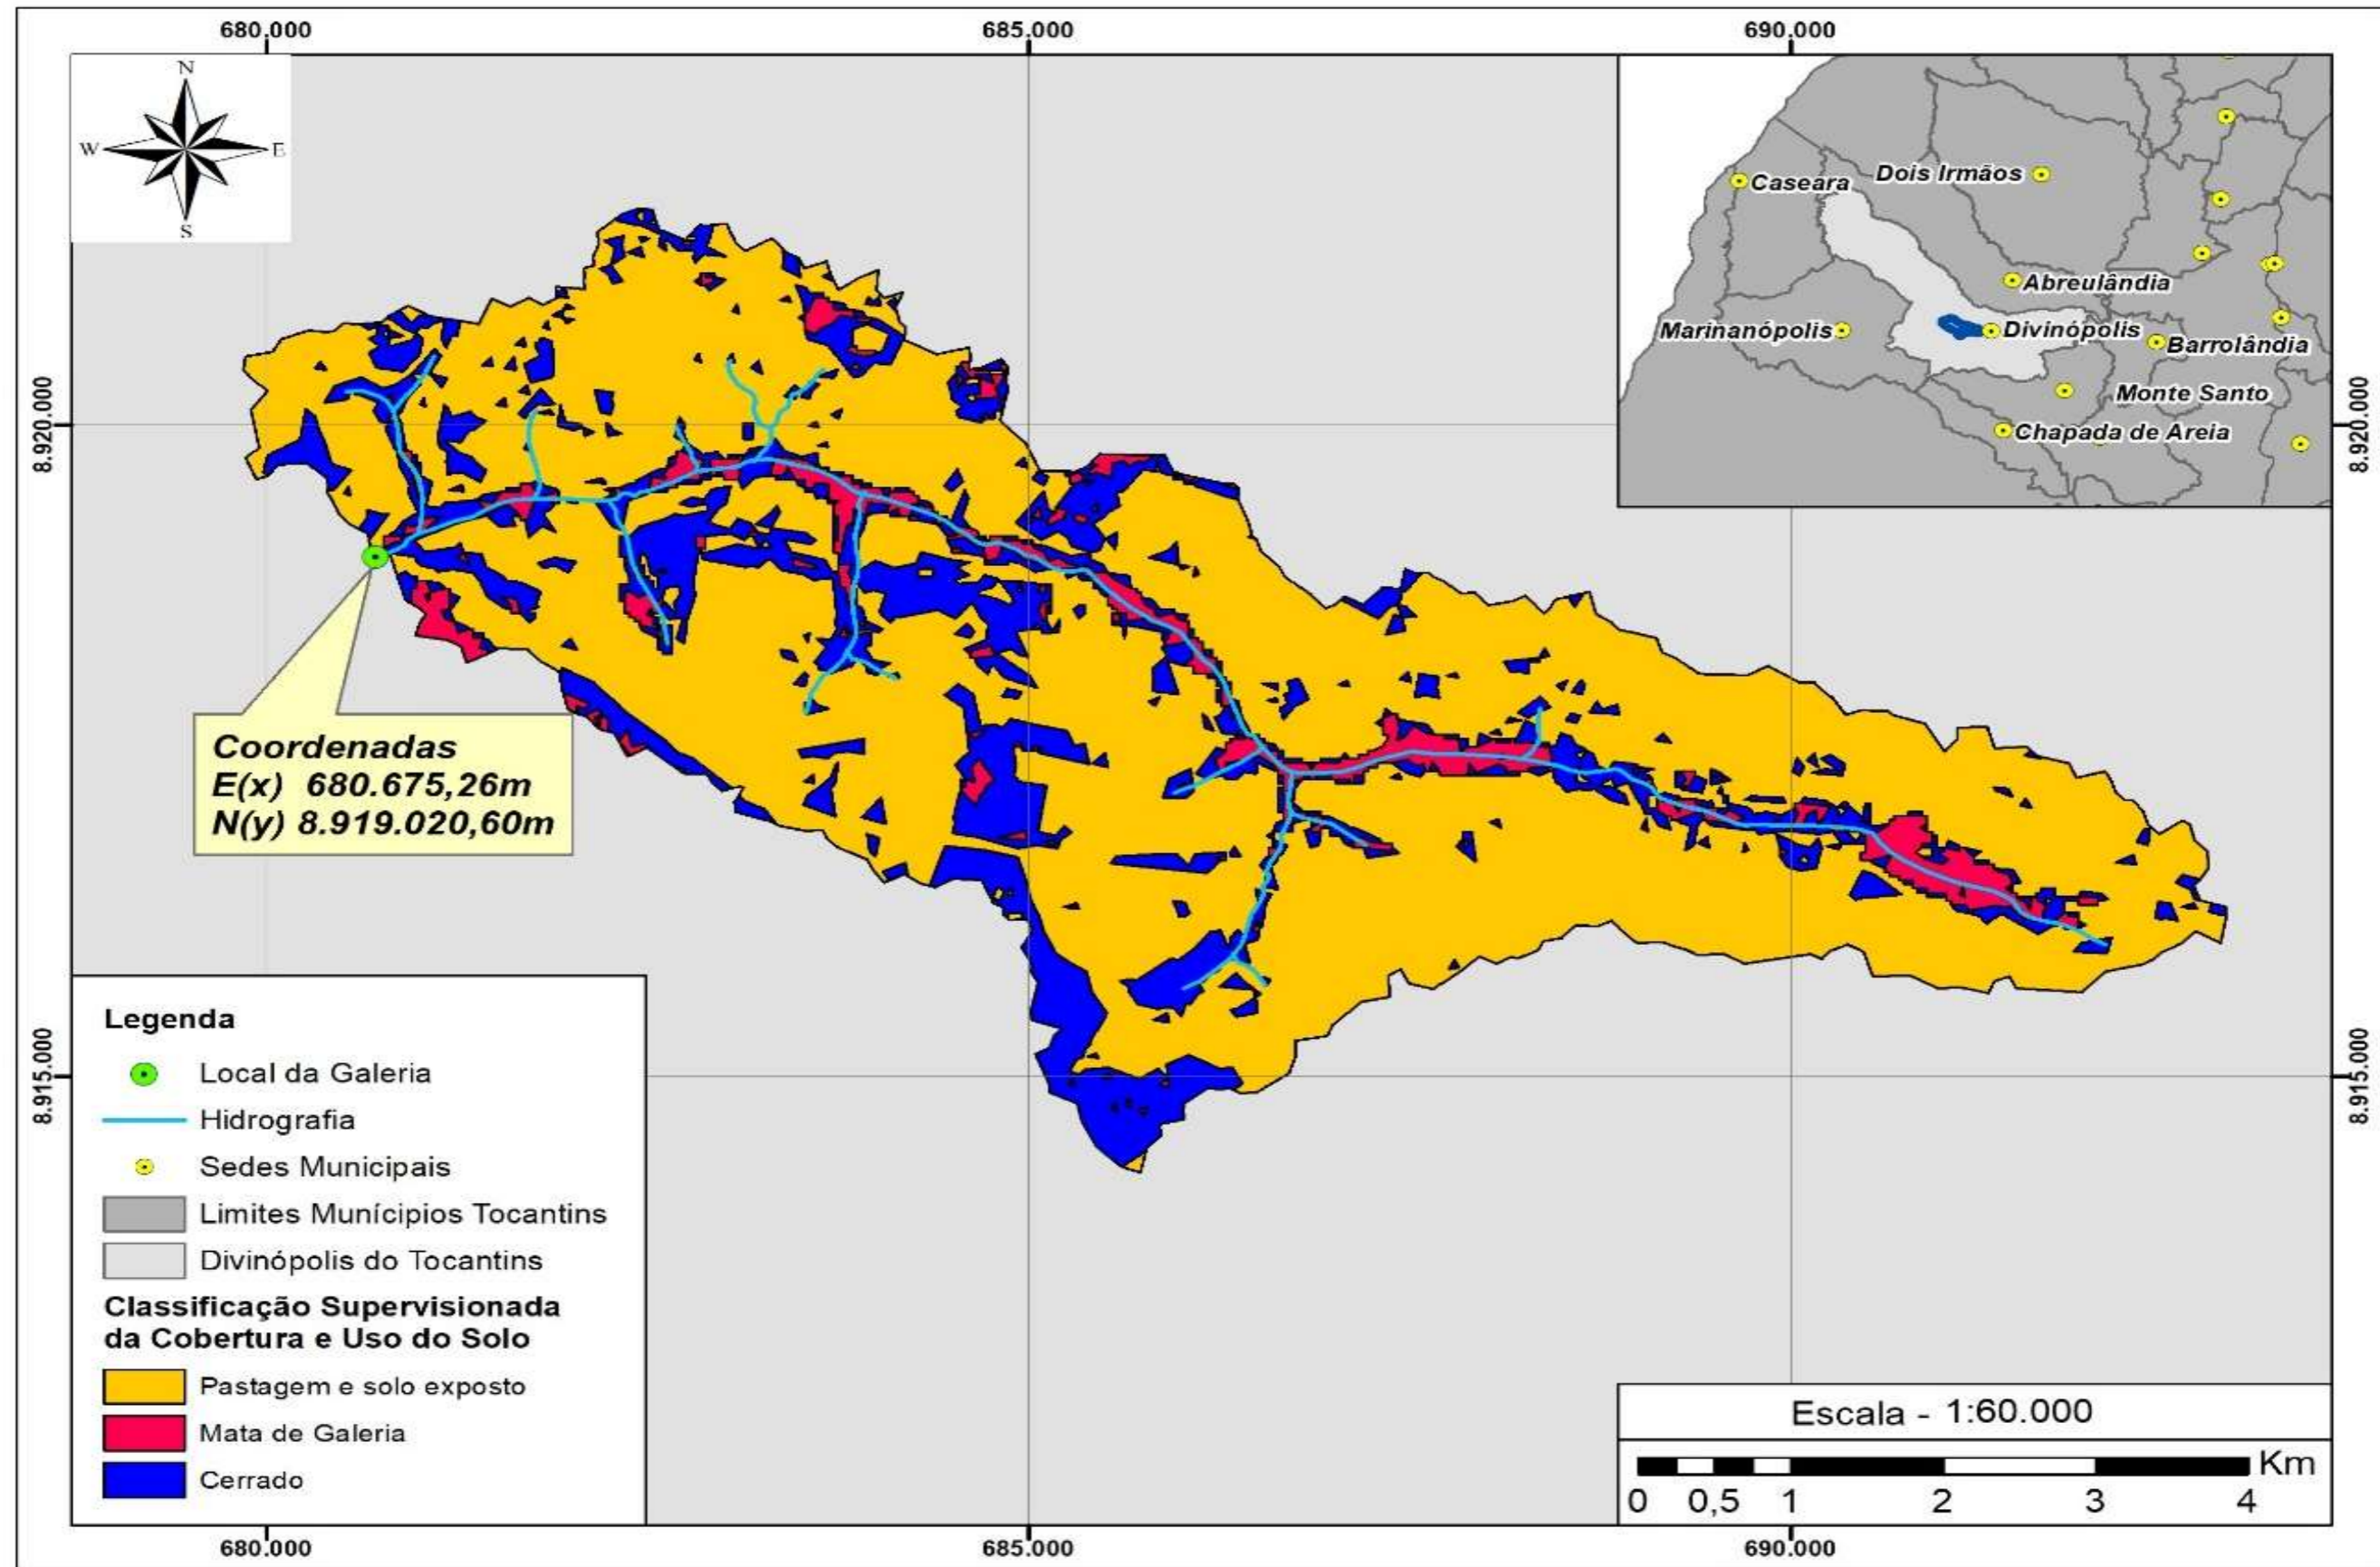 680.000
685.000
690.000
N
W
E
S
8.920.000
8.920.000
Caseara
Dois Irmãos
Abreulândia
Marinanópolis
Divinópolis
Barrolândia
Monte Santo
Chapada de Areia
Coordenadas
E(x) 680.675,26m
N(y) 8.919.020,60m
8.915.000
8.915.000
Legenda
Local da Galeria
Hidrografia
Sedes Municipais
Limites Munícipios Tocantins
Divinópolis do Tocantins
Classificação Supervisionada
da Cobertura e Uso do Solo
Pastagem e solo exposto
Mata de Galeria
Cerrado
Escala - 1:60.000
Km
0 0,5 1 2 3 4
680.000
685.000
690.000